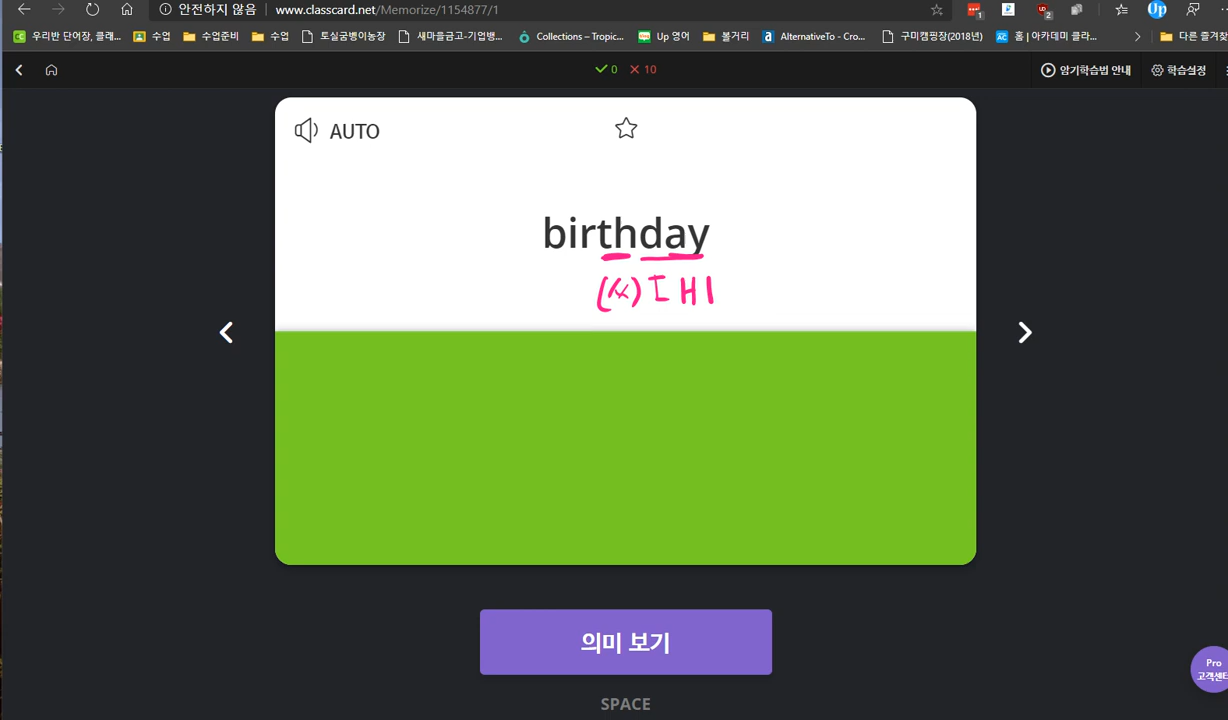 안전하지 않음 | www.classcard.net/Memorize/1154877/1
1 2
우리반 단어장, 클래... 수업 수업준비 수업 토실굼벵이농장 새마을금고-기업뱅... Collections – Tropic... Up 영어 볼거리 AlternativeTo - Cro... 구미캠핑장(2018년) 홈 | 아카데미 클라... 다른 즐겨찾
0 10 암기학습법 안내 학습설정
AUTO
birthday
의미 보기
Pro
고객센터
SPACE